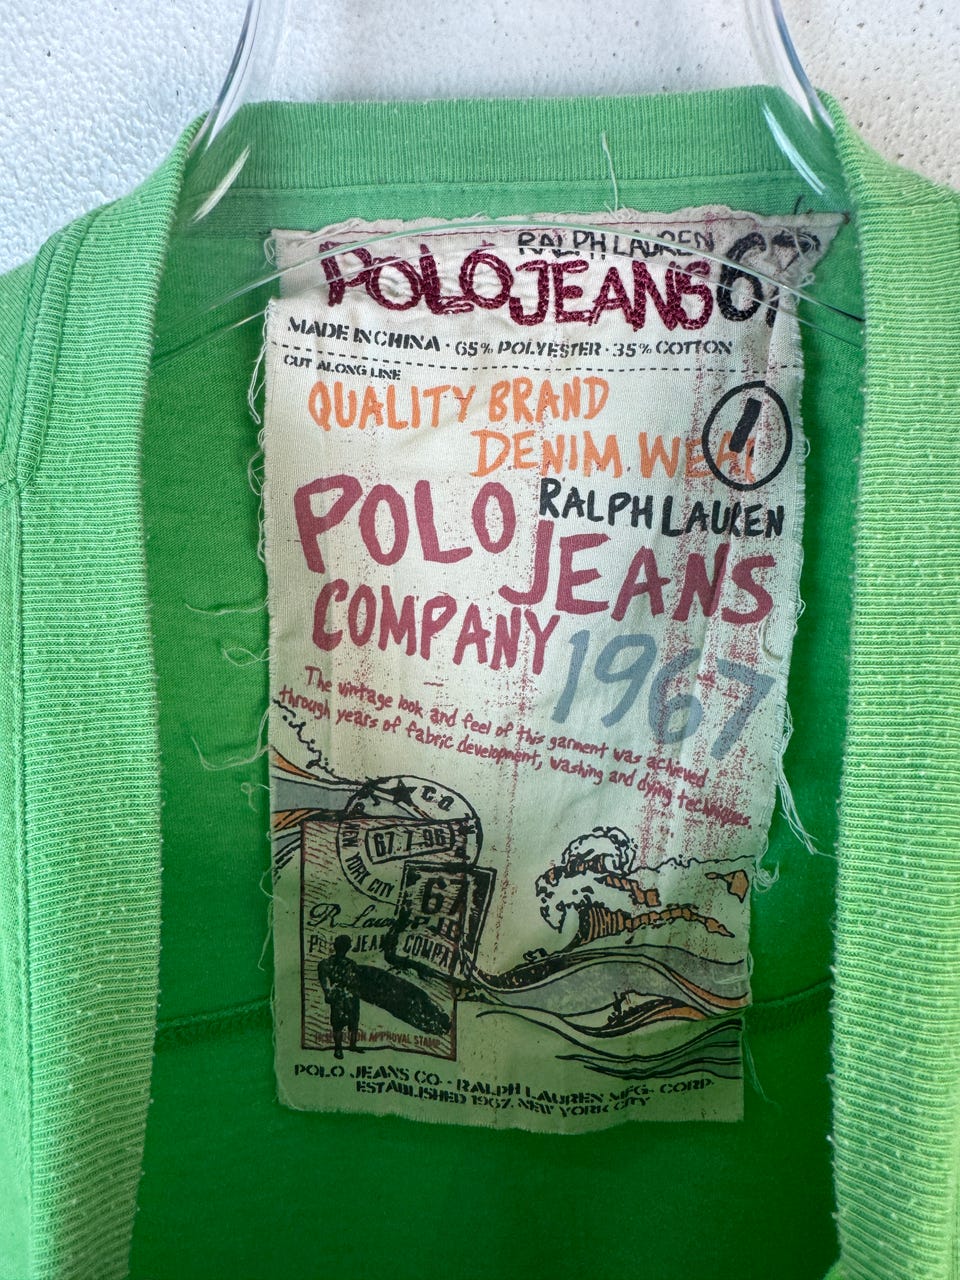 RALPH LAUREN
POLO JEANS 67
MADE IN CHINA · 65% POLYESTER · 35% COTTON
CUT ALONG LINE
QUALITY BRAND
DENIM WEAR
1
POLO RALPH LAUREN
JEANS
COMPANY 1967
The vintage look and feel of this garment was achieved
through years of fabric development, washing and dying techniques
CO.
67.7.96
NEW YORK CITY
67
R. Lauren
JEANS
COMPANY
APPROVAL STAMP
POLO JEANS CO. · RALPH LAUREN MFG. CORP.
ESTABLISHED 1967. NEW YORK CITY